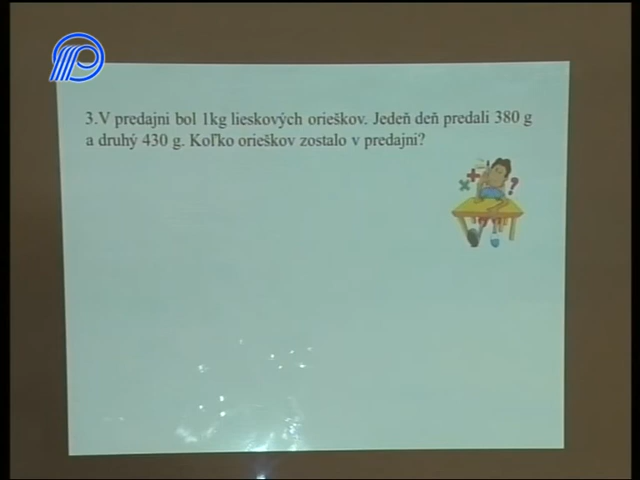 3.V predajni bol 1kg lieskových orieškov. Jedeň deň predali 380 g
a druhý 430 g. Koľko orieškov zostalo v predajni?